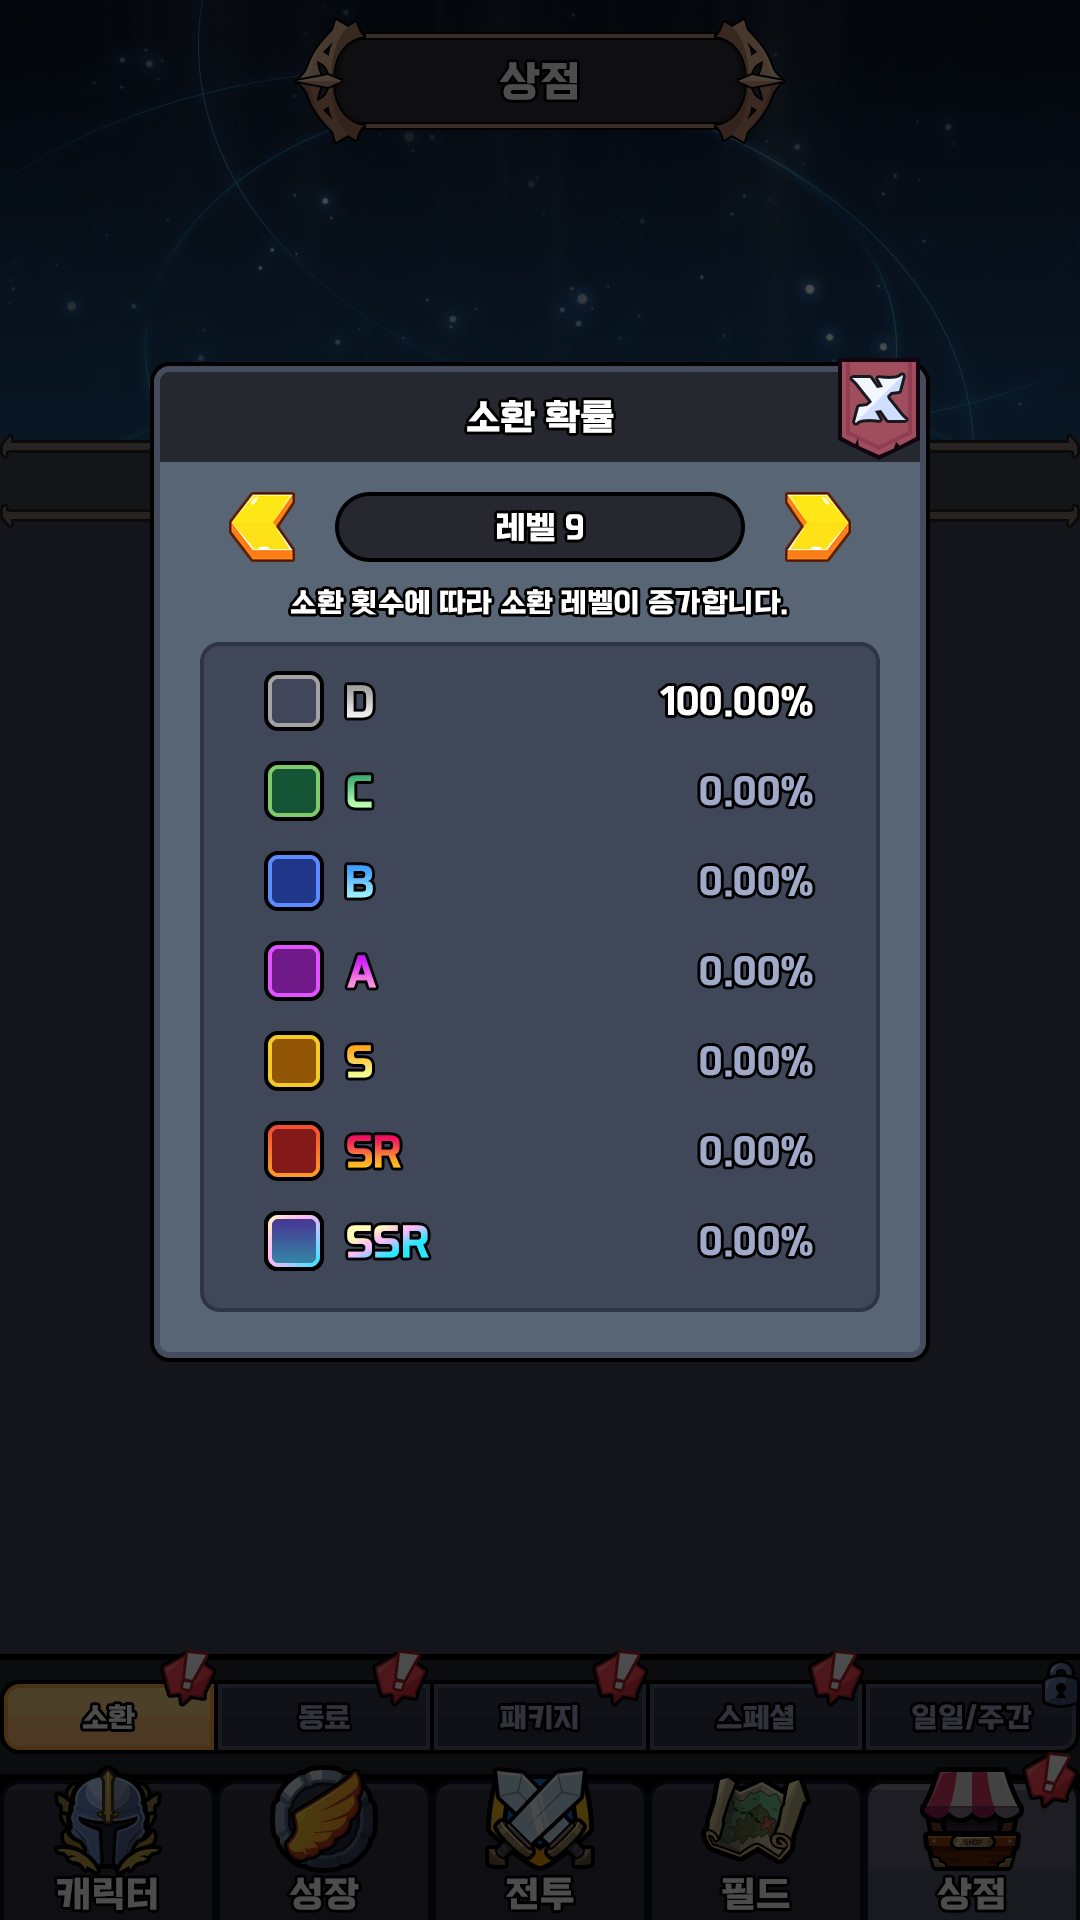 상점
소환 확률
레벨 9
소환 횟수에 따라 소환 레벨이 증가합니다.
D 100.00%
C 0.00%
B 0.00%
A 0.00%
S 0.00%
SR 0.00%
SSR 0.00%
소환 동료 패키지 스페셜 일일/주간
SHOP
캐릭터 성장 전투 필드 상점